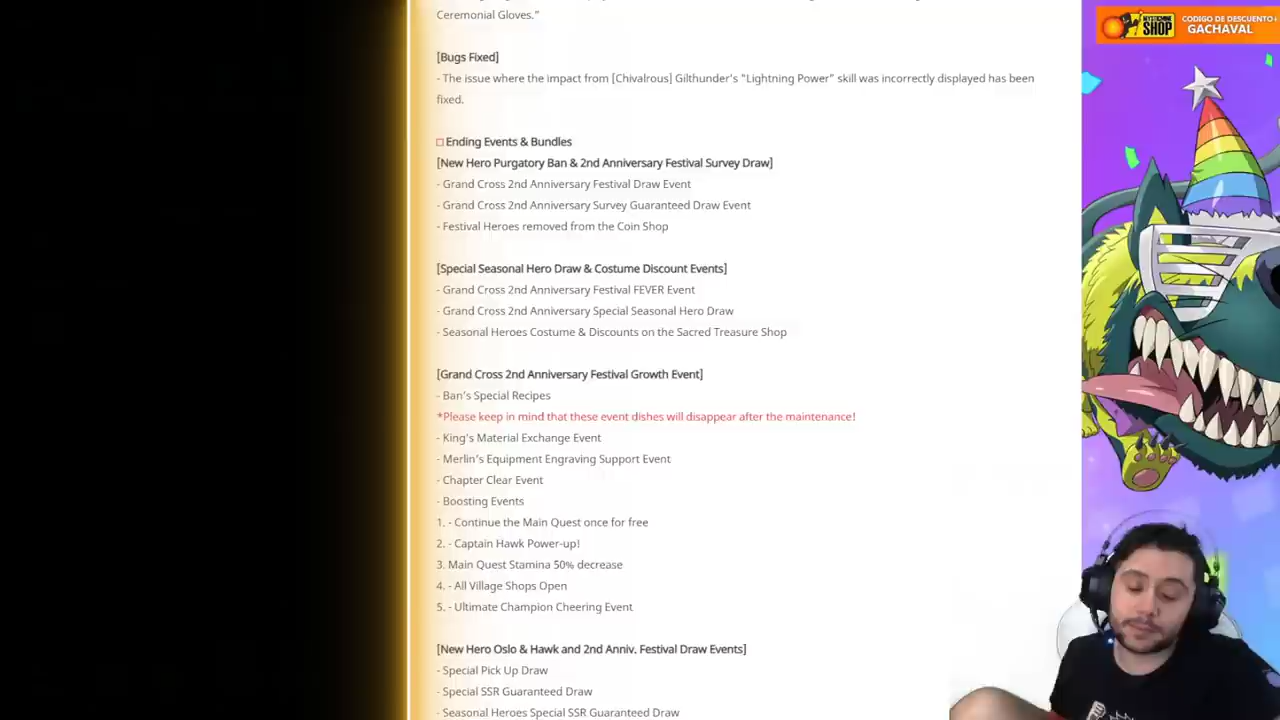 Ceremonial Gloves."
[Bugs Fixed]
- The issue where the impact from [Chivalrous] Gilthunder's "Lightning Power" skill was incorrectly displayed has been
fixed.
□ Ending Events & Bundles
[New Hero Purgatory Ban & 2nd Anniversary Festival Survey Draw]
- Grand Cross 2nd Anniversary Festival Draw Event
- Grand Cross 2nd Anniversary Survey Guaranteed Draw Event
- Festival Heroes removed from the Coin Shop
[Special Seasonal Hero Draw & Costume Discount Events]
- Grand Cross 2nd Anniversary Festival FEVER Event
- Grand Cross 2nd Anniversary Special Seasonal Hero Draw
- Seasonal Heroes Costume & Discounts on the Sacred Treasure Shop
[Grand Cross 2nd Anniversary Festival Growth Event]
- Ban's Special Recipes
*Please keep in mind that these event dishes will disappear after the maintenance!
- King's Material Exchange Event
- Merlin's Equipment Engraving Support Event
- Chapter Clear Event
- Boosting Events
1. - Continue the Main Quest once for free
2. - Captain Hawk Power-up!
3. Main Quest Stamina 50% decrease
4. - All Village Shops Open
5. - Ultimate Champion Cheering Event
[New Hero Oslo & Hawk and 2nd Anniv. Festival Draw Events]
- Special Pick Up Draw
- Special SSR Guaranteed Draw
- Seasonal Heroes Special SSR Guaranteed Draw
SHOP
CODIGO DE DESCUENTO
GACHAVAL